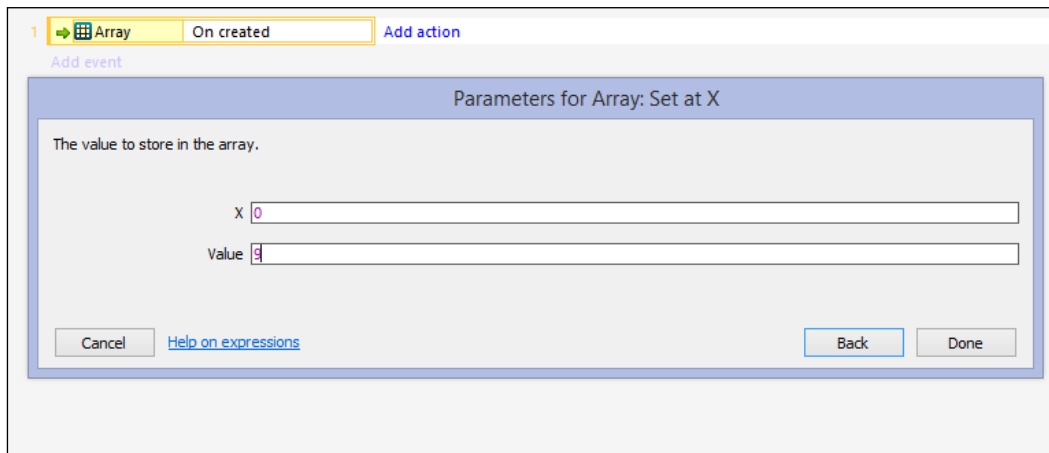 1 Array On created Add action
Add event
Parameters for Array: Set at X
The value to store in the array.
X 0
Value 9
Cancel Help on expressions Back Done